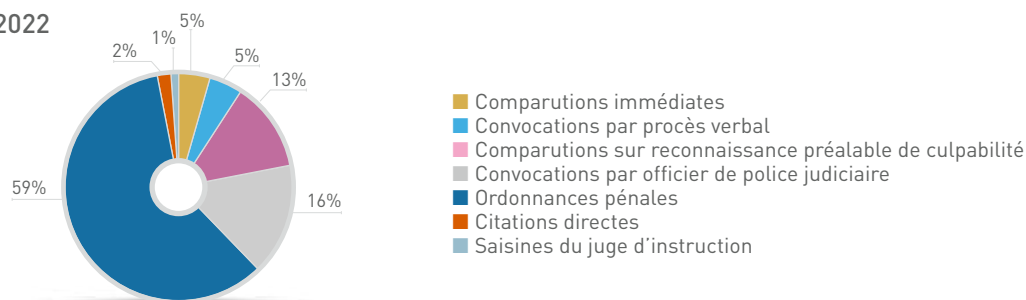 2022
5%
1%
2%
5%
13%
59%
16%
Comparutions immédiates
Convocations par procès verbal
Comparutions sur reconnaissance préalable de culpabilité
Convocations par officier de police judiciaire
Ordonnances pénales
Citations directes
Saisines du juge d’instruction